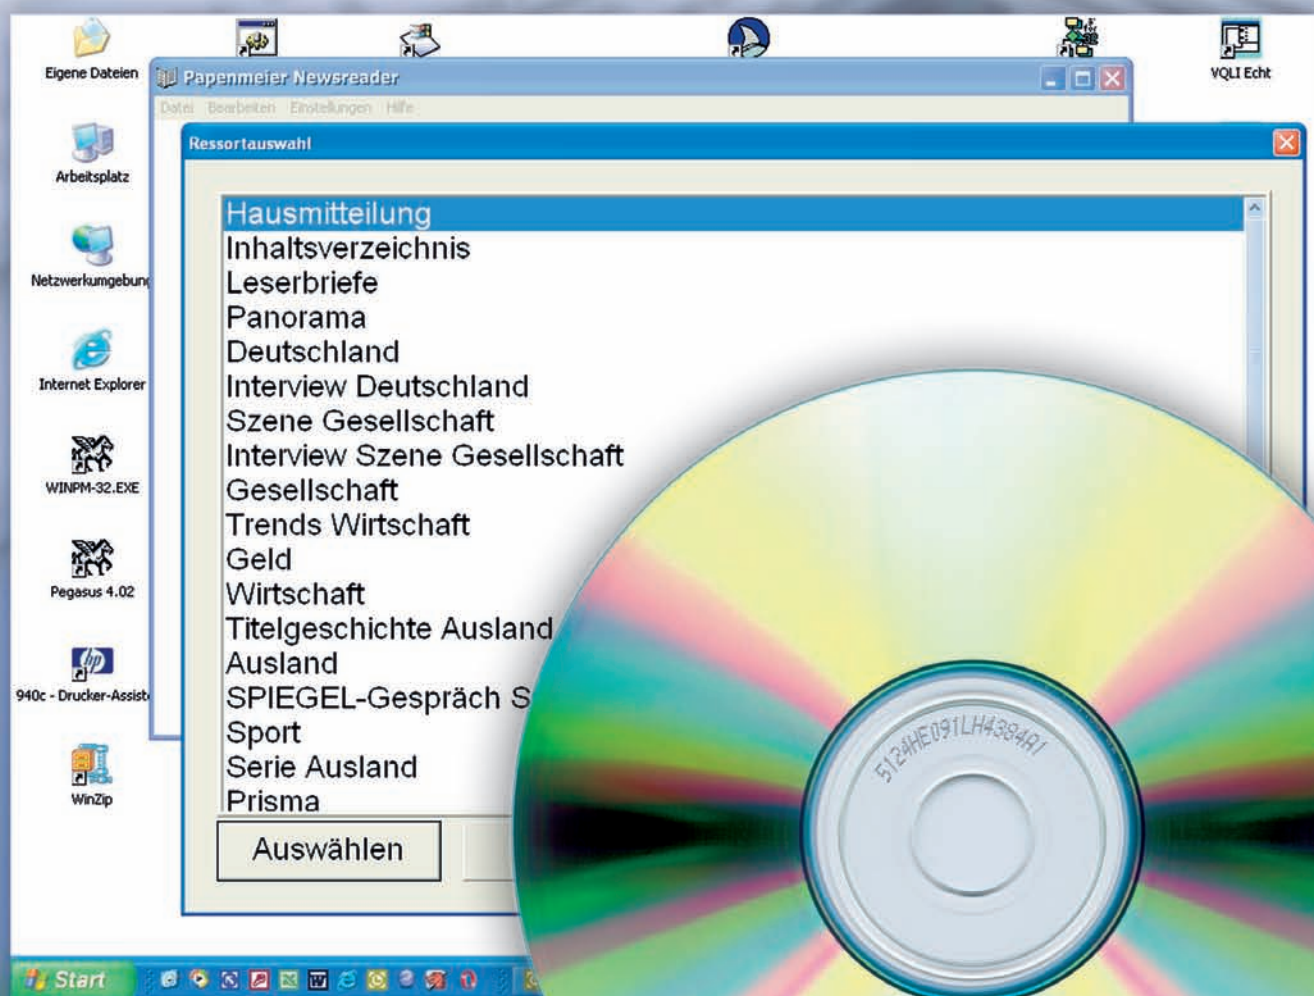 Eigene Dateien
VQLI Echt
Papenmeier Newsreader
Datei Bearbeiten Einstellungen Hilfe
Ressortauswahl
Arbeitsplatz
Netzwerkumgebung
Internet Explorer
WINPM-32.EXE
Pegasus 4.02
hp
940c - Drucker-Assist
WinZip
Hausmitteilung
Inhaltsverzeichnis
Leserbriefe
Panorama
Deutschland
Interview Deutschland
Szene Gesellschaft
Interview Szene Gesellschaft
Gesellschaft
Trends Wirtschaft
Geld
Wirtschaft
Titelgeschichte Ausland
Ausland
SPIEGEL-Gespräch S
Sport
Serie Ausland
Prisma
Auswählen
5124HE091LH4384A1
Start